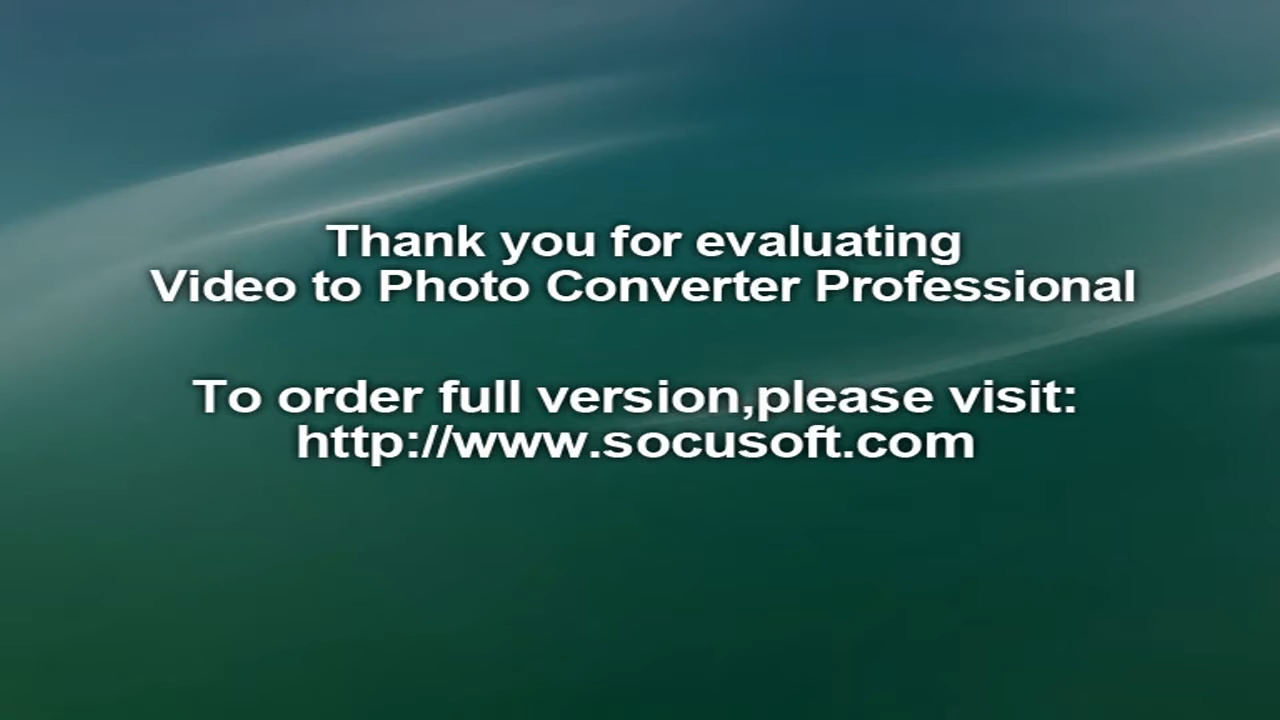 Thank you for evaluating
Video to Photo Converter Professional
To order full version,please visit:
http://www.socusoft.com